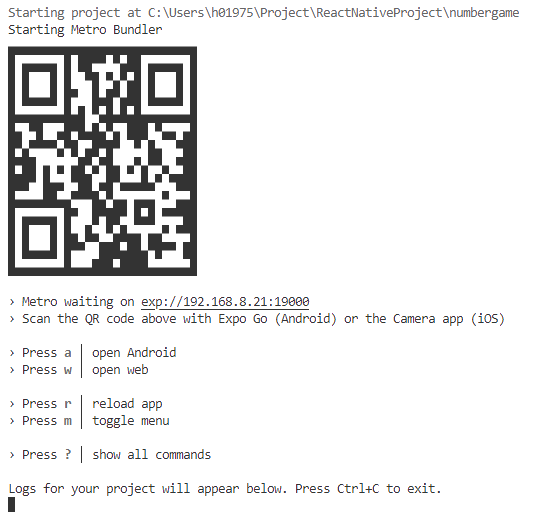 Starting project at C:\Users\h01975\Project\ReactNativeProject\numbergame
Starting Metro Bundler
› Metro waiting on exp://192.168.8.21:19000
› Scan the QR code above with Expo Go (Android) or the Camera app (iOS)
› Press a │ open Android
› Press w │ open web
› Press r │ reload app
› Press m │ toggle menu
› Press ? │ show all commands
Logs for your project will appear below. Press Ctrl+C to exit.